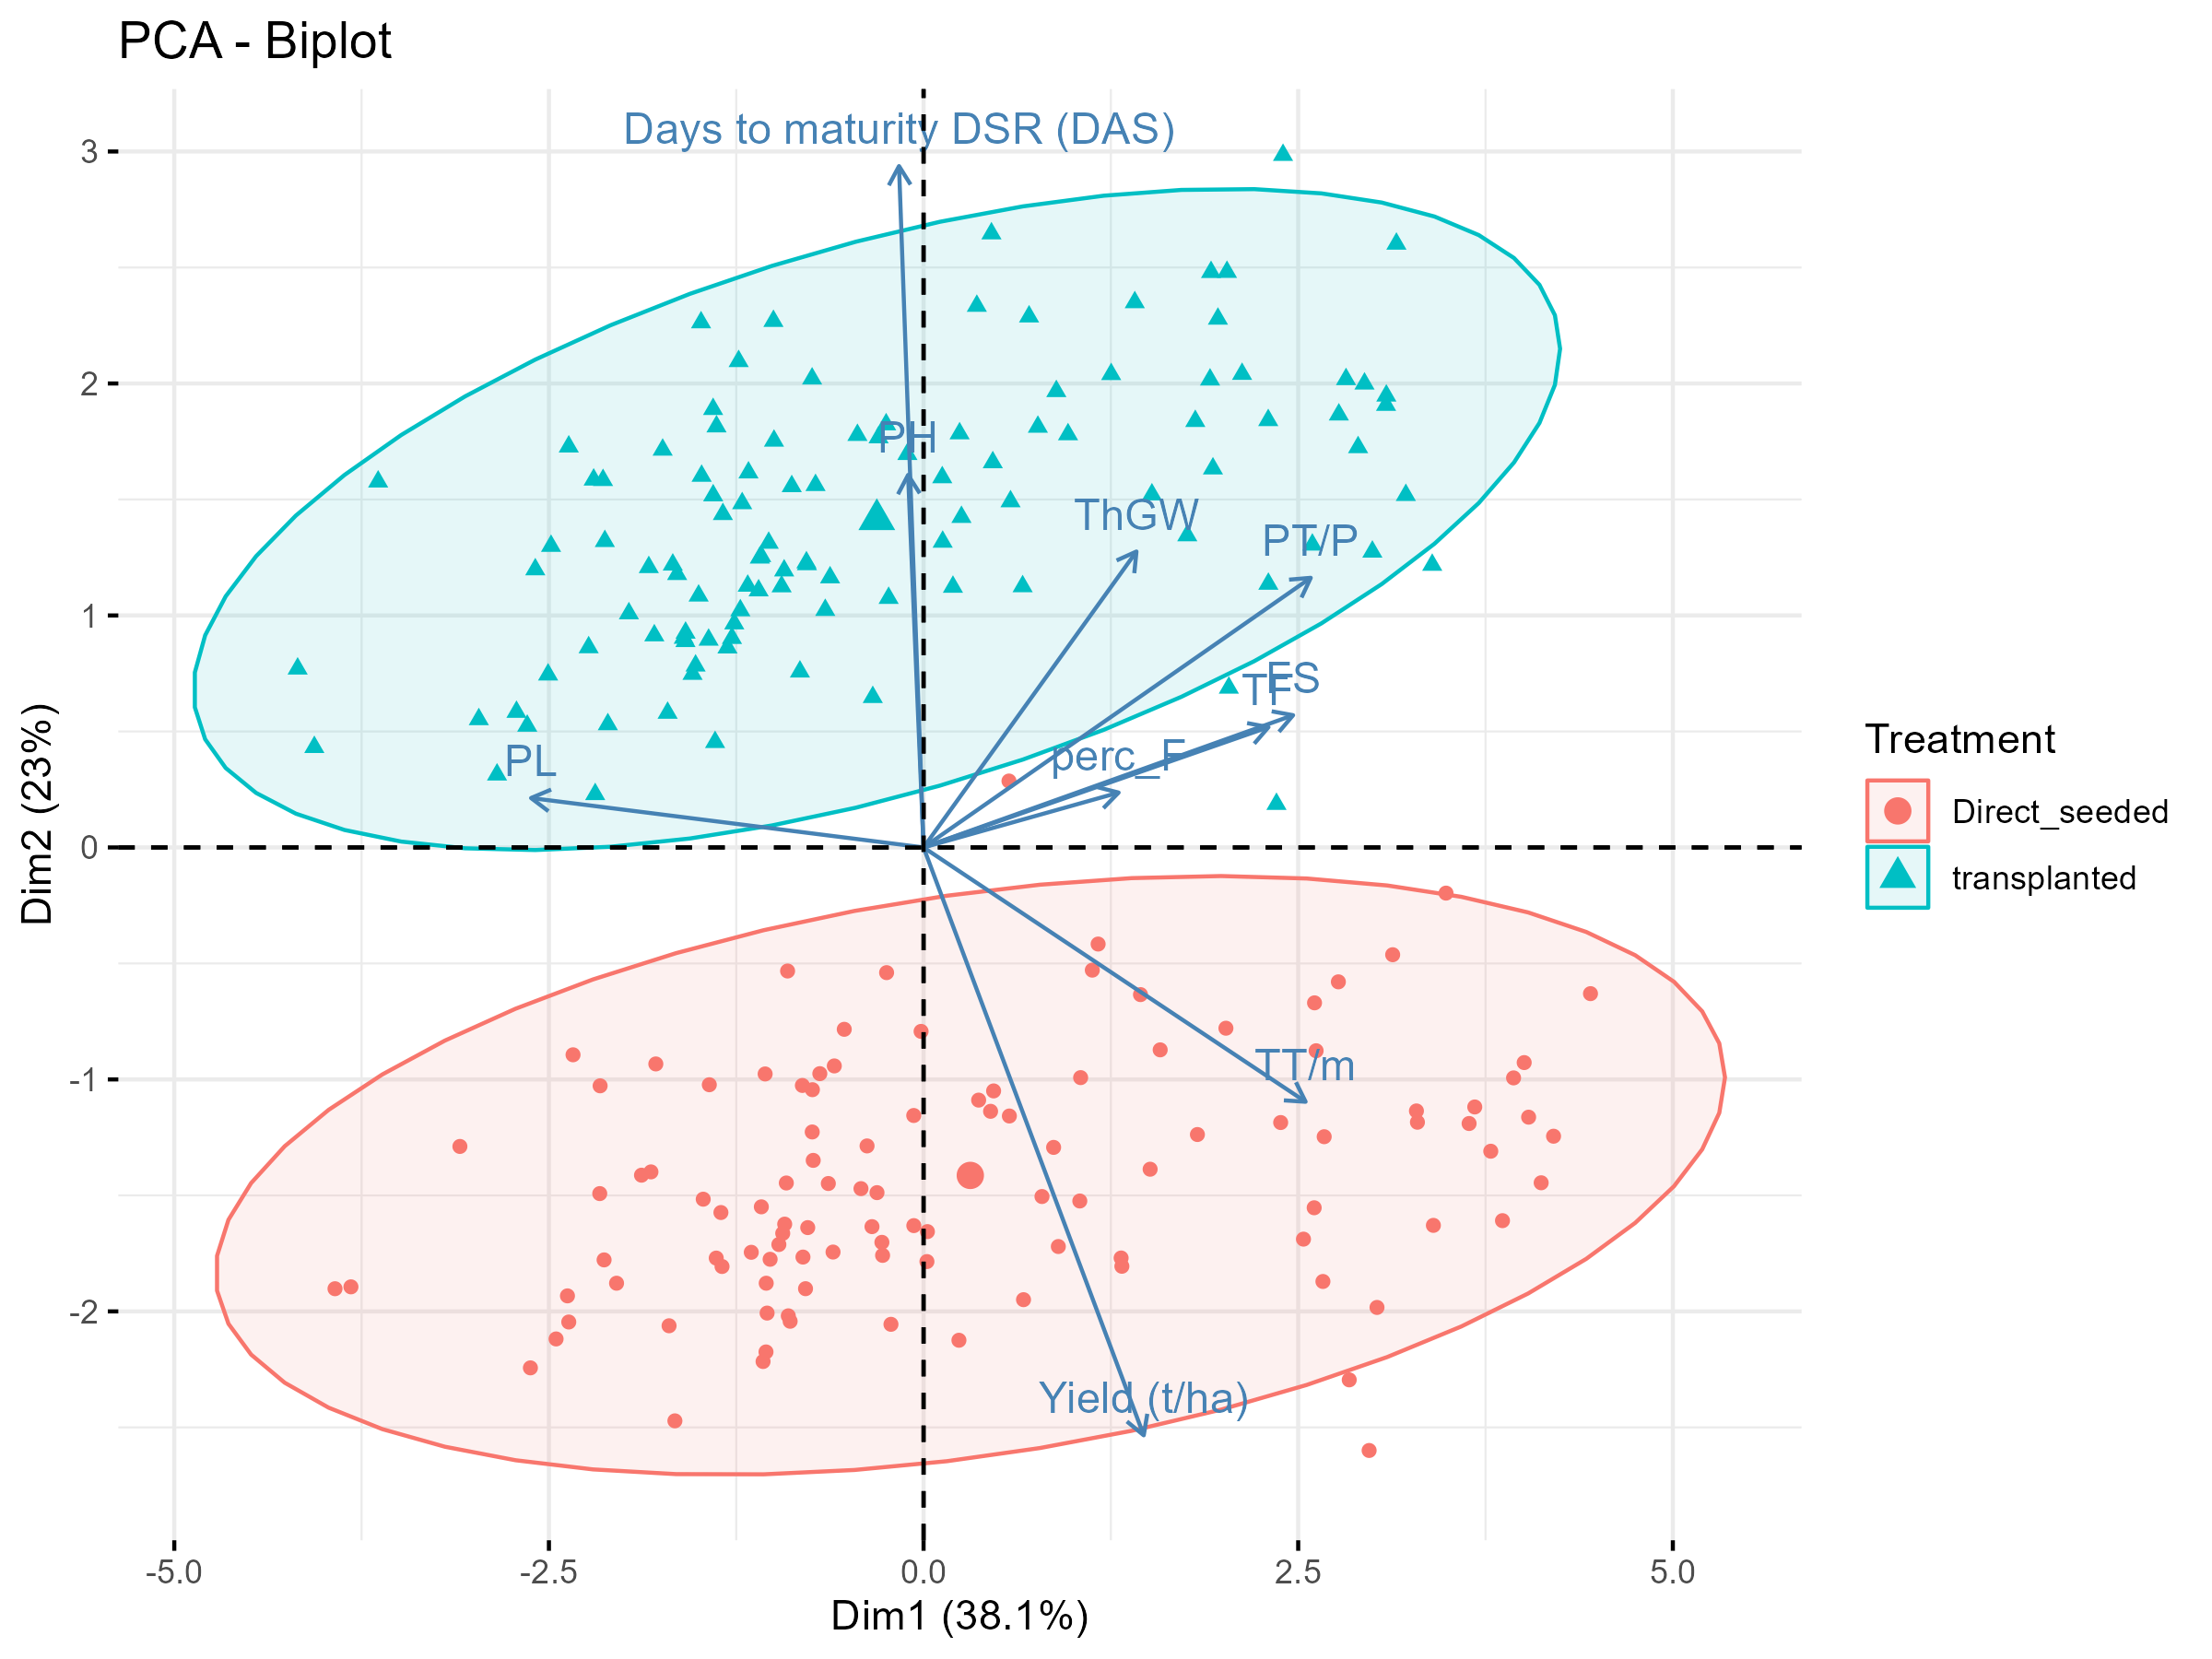 PCA - Biplot
Days to maturity DSR (DAS)
PH
ThGW
PT/P
FS
TF
perc_F
PL
TT/m
Yield (t/ha)
3
2
1
0
-1
-2
Dim2 (23%)
-5.0
-2.5
0.0
2.5
5.0
Dim1 (38.1%)
Treatment
Direct_seeded
transplanted